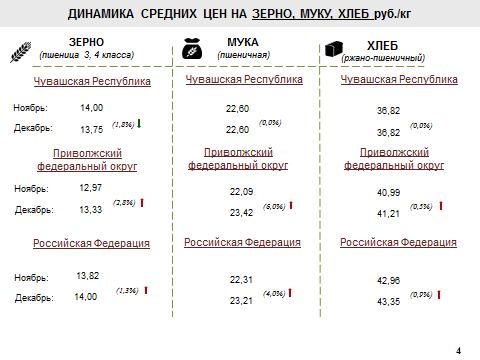 ДИНАМИКА СРЕДНИХ ЦЕН НА ЗЕРНО, МУКУ, ХЛЕБ руб./кг
ЗЕРНО
(пшеница 3, 4 класса)
Чувашская Республика
Ноябрь: 14,00
Декабрь: 13,75 (1,8%)
Приволжский
федеральный округ
Ноябрь: 12,97
Декабрь: 13,33 (2,8%)
Российская Федерация
Ноябрь: 13,82
Декабрь: 14,00 (1,3%)
МУКА
(пшеничная)
Чувашская Республика
22,60
22,60 (0,0%)
Приволжский
федеральный округ
22,09
23,42 (6,0%)
Российская Федерация
22,31
23,21 (4,0%)
ХЛЕБ
(ржано-пшеничный)
Чувашская Республика
36,82
36,82 (0,0%)
Приволжский
федеральный округ
40,99
41,21 (0,5%)
Российская Федерация
42,96
43,35 (0,9%)
4